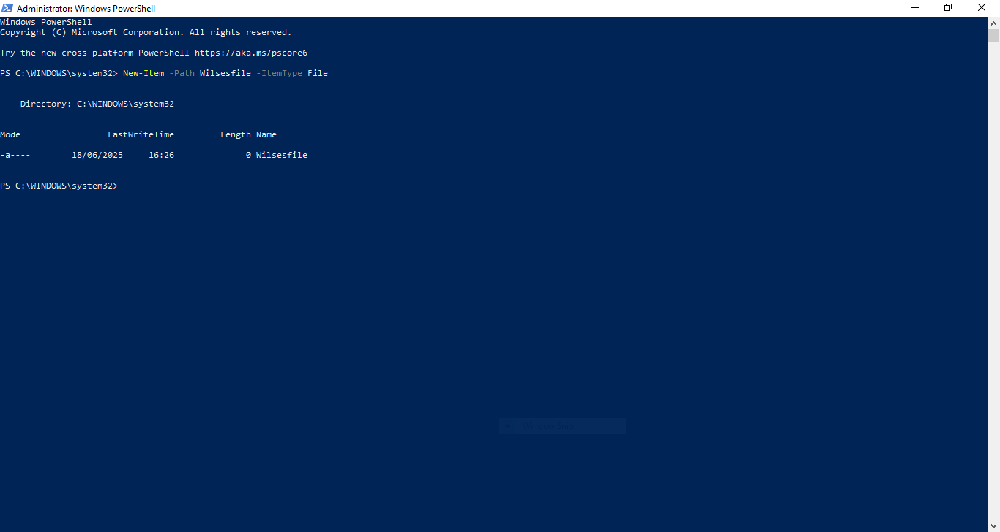 Administrator: Windows PowerShell
Windows PowerShell
Copyright (C) Microsoft Corporation. All rights reserved.
Try the new cross-platform PowerShell https://aka.ms/pscore6
PS C:\WINDOWS\system32> New-Item -Path Wilsesfile -ItemType File
Directory: C:\WINDOWS\system32
Mode                 LastWriteTime         Length Name
----                 -------------         ------ ----
-a----        18/06/2025     16:26              0 Wilsesfile
PS C:\WINDOWS\system32>